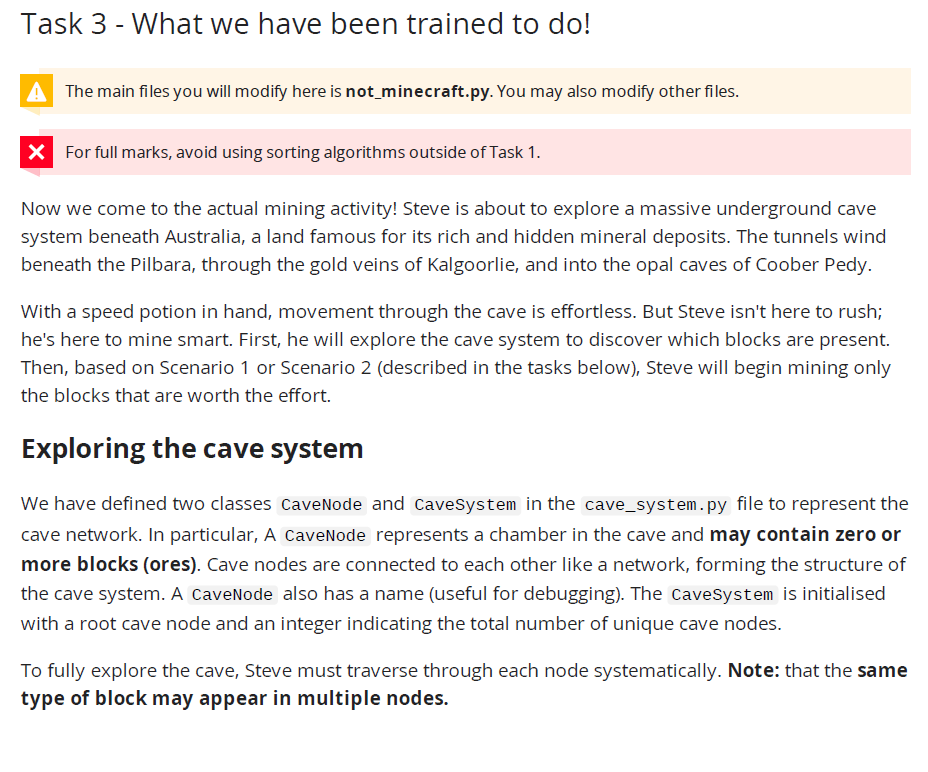 Task 3 - What we have been trained to do!
The main files you will modify here is not_minecraft.py. You may also modify other files.
For full marks, avoid using sorting algorithms outside of Task 1.
Now we come to the actual mining activity! Steve is about to explore a massive underground cave
system beneath Australia, a land famous for its rich and hidden mineral deposits. The tunnels wind
beneath the Pilbara, through the gold veins of Kalgoorlie, and into the opal caves of Coober Pedy.
With a speed potion in hand, movement through the cave is effortless. But Steve isn't here to rush;
he's here to mine smart. First, he will explore the cave system to discover which blocks are present.
Then, based on Scenario 1 or Scenario 2 (described in the tasks below), Steve will begin mining only
the blocks that are worth the effort.
Exploring the cave system
We have defined two classes CaveNode and CaveSystem in the cave_system.py file to represent the
cave network. In particular, A CaveNode represents a chamber in the cave and may contain zero or
more blocks (ores). Cave nodes are connected to each other like a network, forming the structure of
the cave system. A CaveNode also has a name (useful for debugging). The CaveSystem is initialised
with a root cave node and an integer indicating the total number of unique cave nodes.
To fully explore the cave, Steve must traverse through each node systematically. Note: that the same
type of block may appear in multiple nodes.